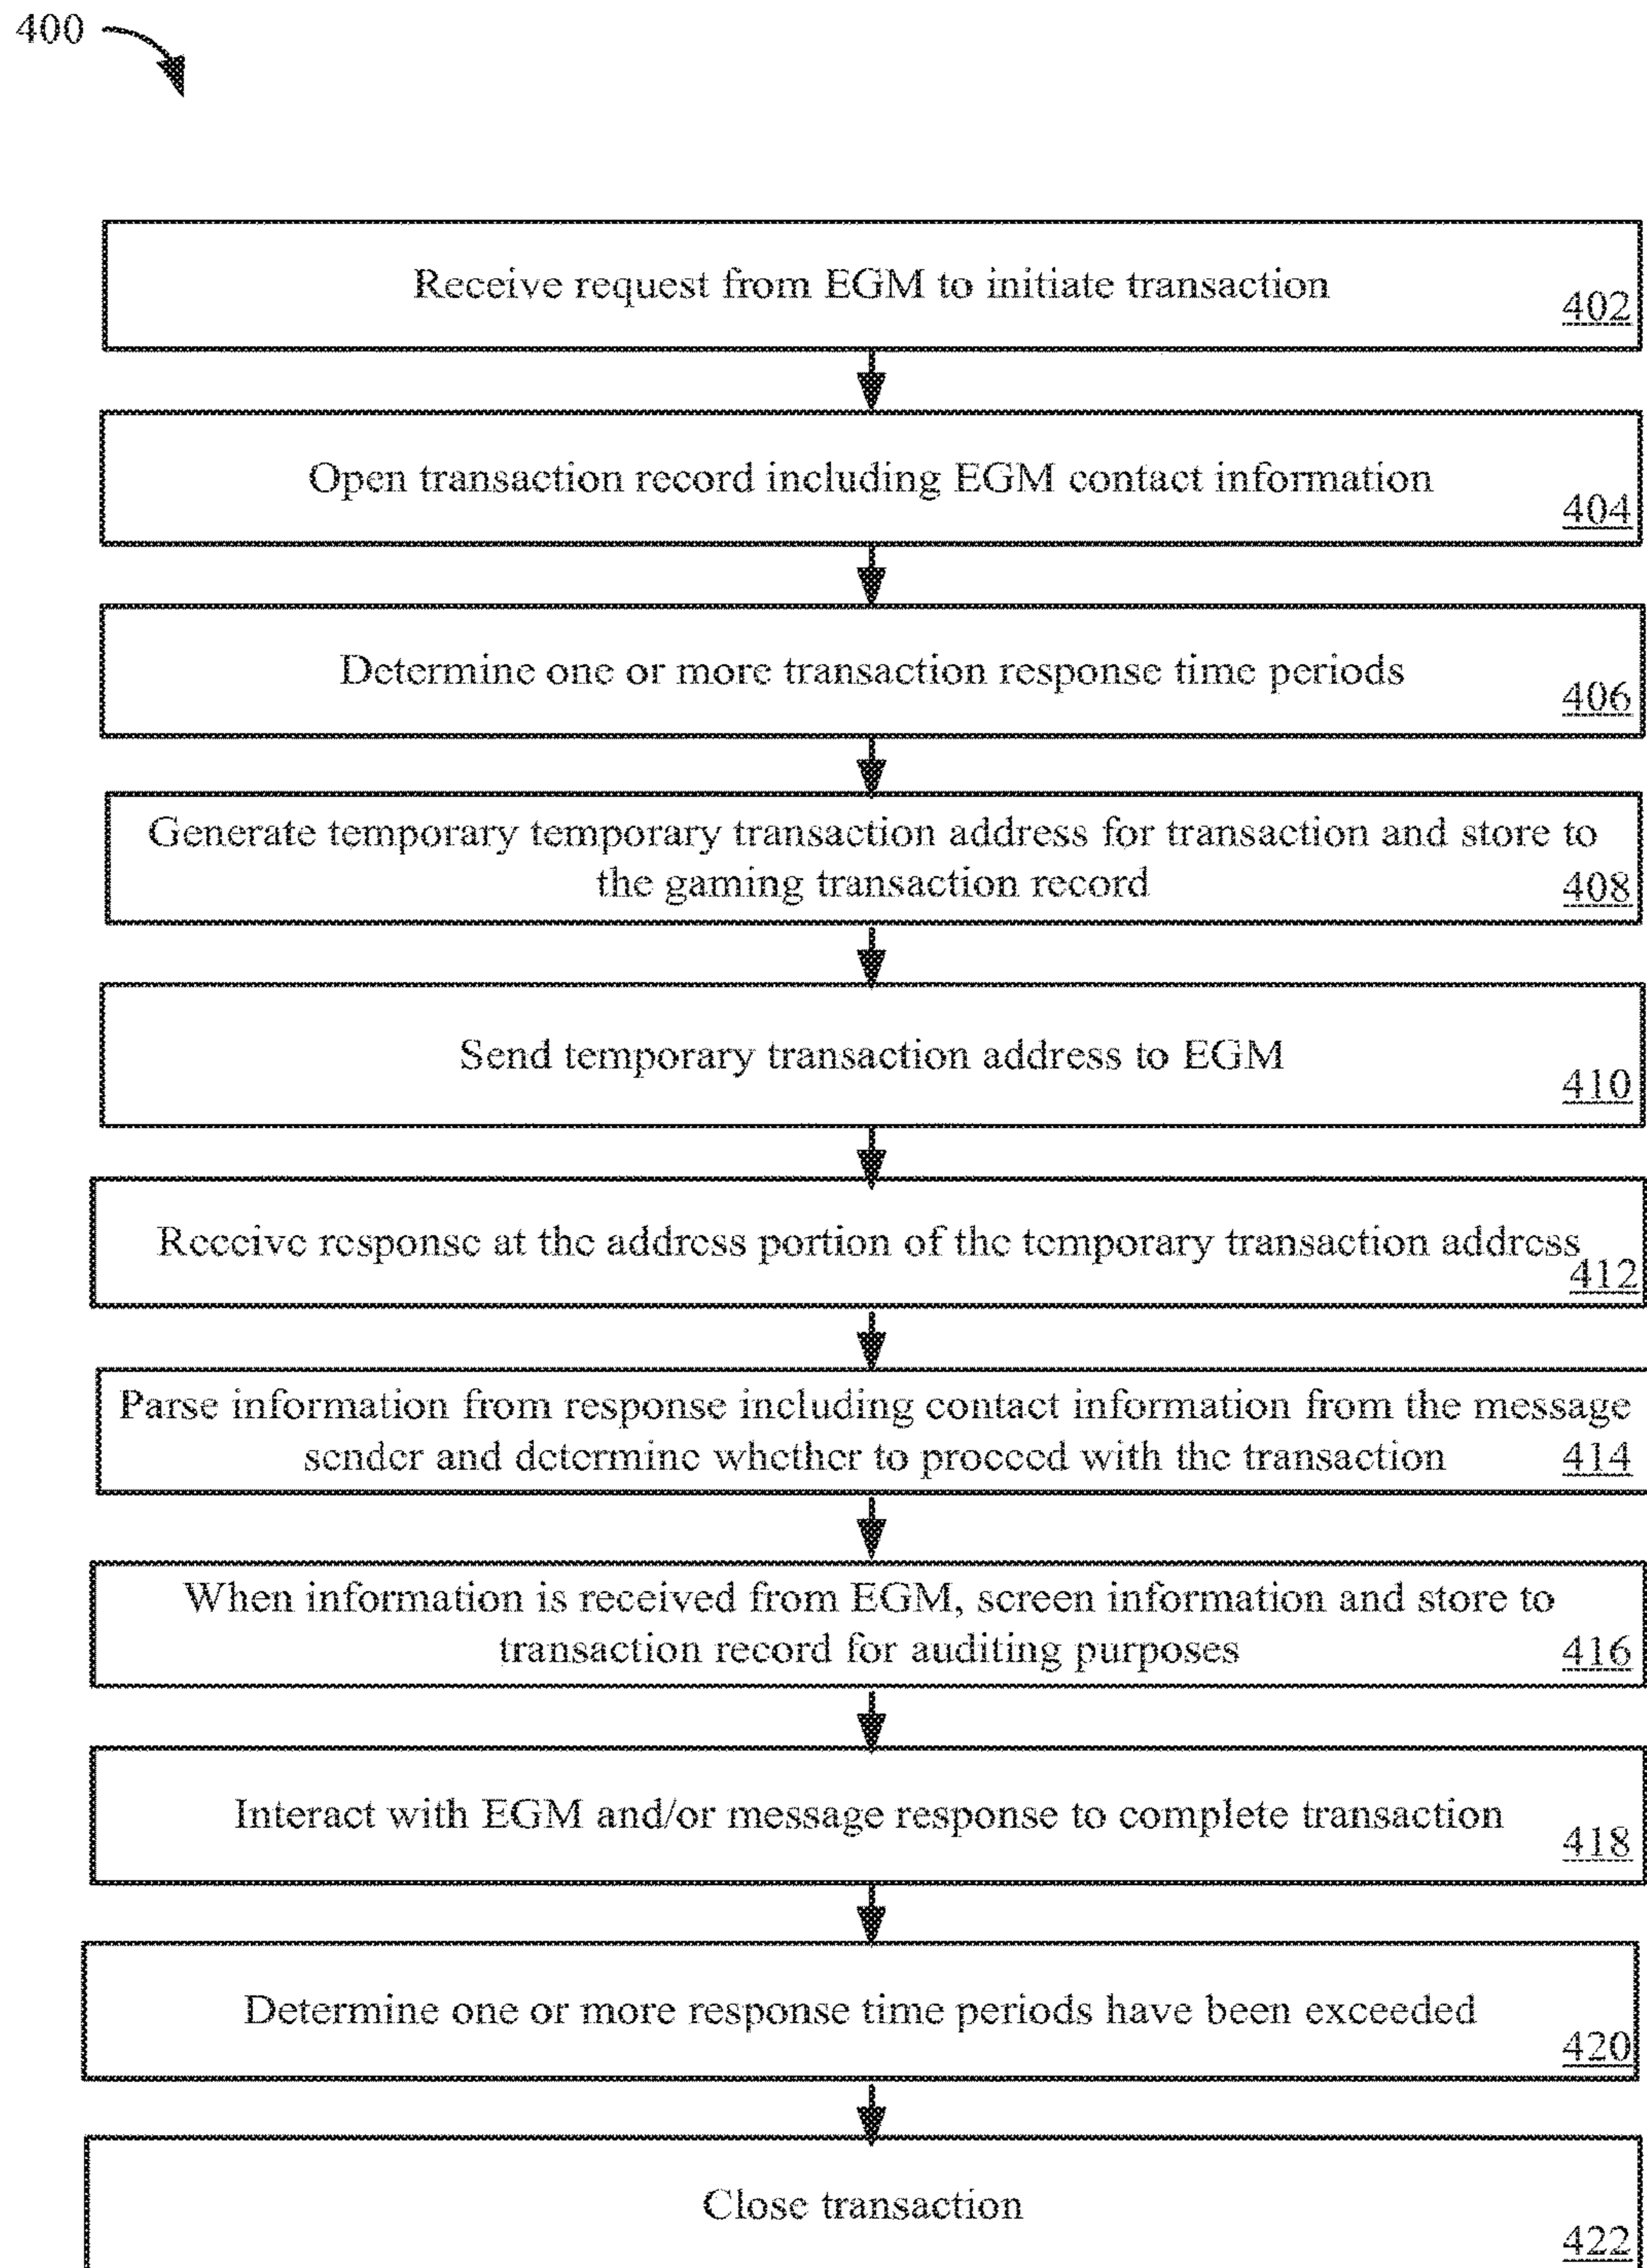 400
Receive request from EGM to initiate transaction
402
Open transaction record including EGM contact information
404
Determine one or more transaction response time periods
406
Generate temporary temporary transaction address for transaction and store to
the gaming transaction record
408
Send temporary transaction address to EGM
410
Receive response at the address portion of the temporary transaction address
412
Parse information from response including contact information from the message
sender and determine whether to proceed with the transaction
414
When information is received from EGM, screen information and store to
transaction record for auditing purposes
416
Interact with EGM and/or message response to complete transaction
418
Determine one or more response time periods have been exceeded
420
Close transaction
422